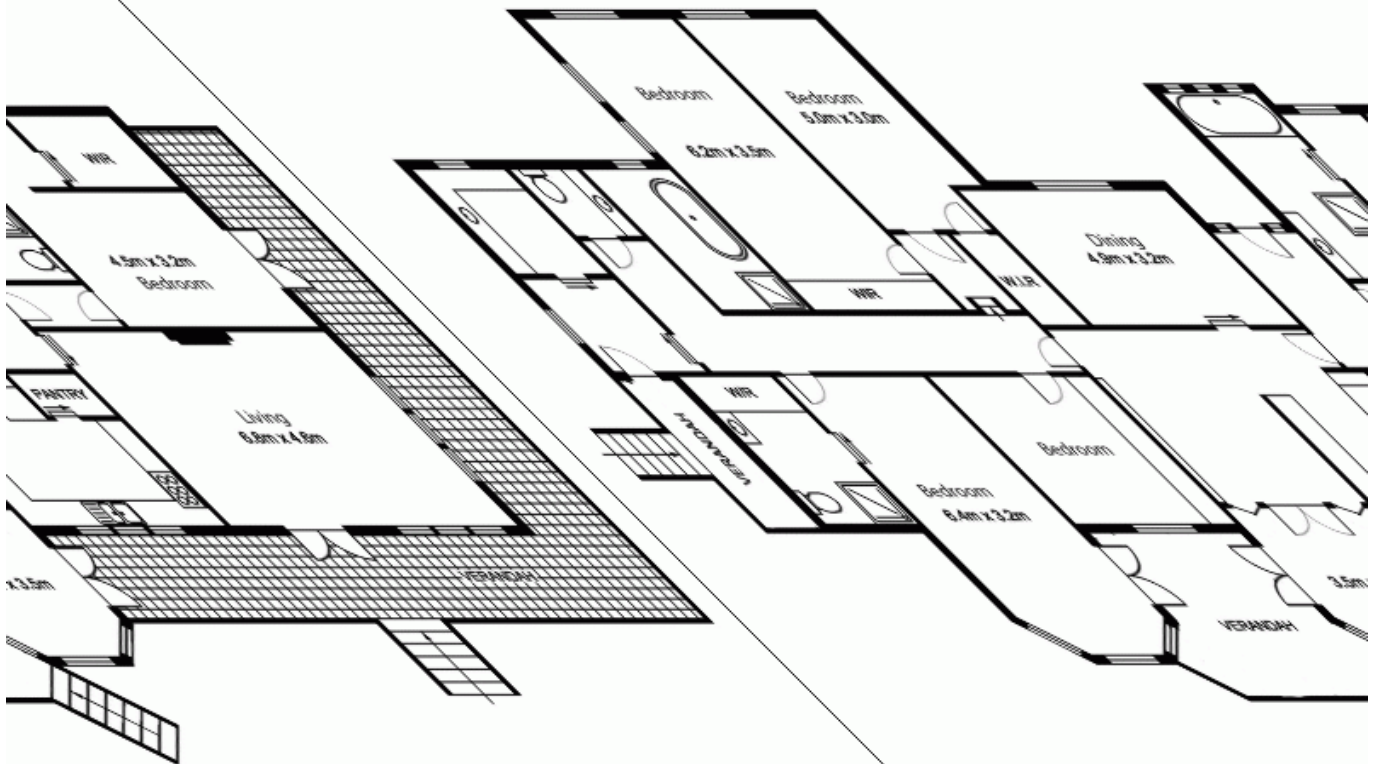 WIR
4.5m x 3.2m
Bedroom
PANTRY
Living
6.8m x 4.8m
VERANDAH
x 3.5m
Bedroom
6.2m x 3.5m
Bedroom
5.0m x 3.0m
WIR
W.I.R
Dining
4.9m x 3.2m
WIR
VERANDAH
Bedroom
6.4m x 3.2m
Bedroom
VERANDAH
3.5m